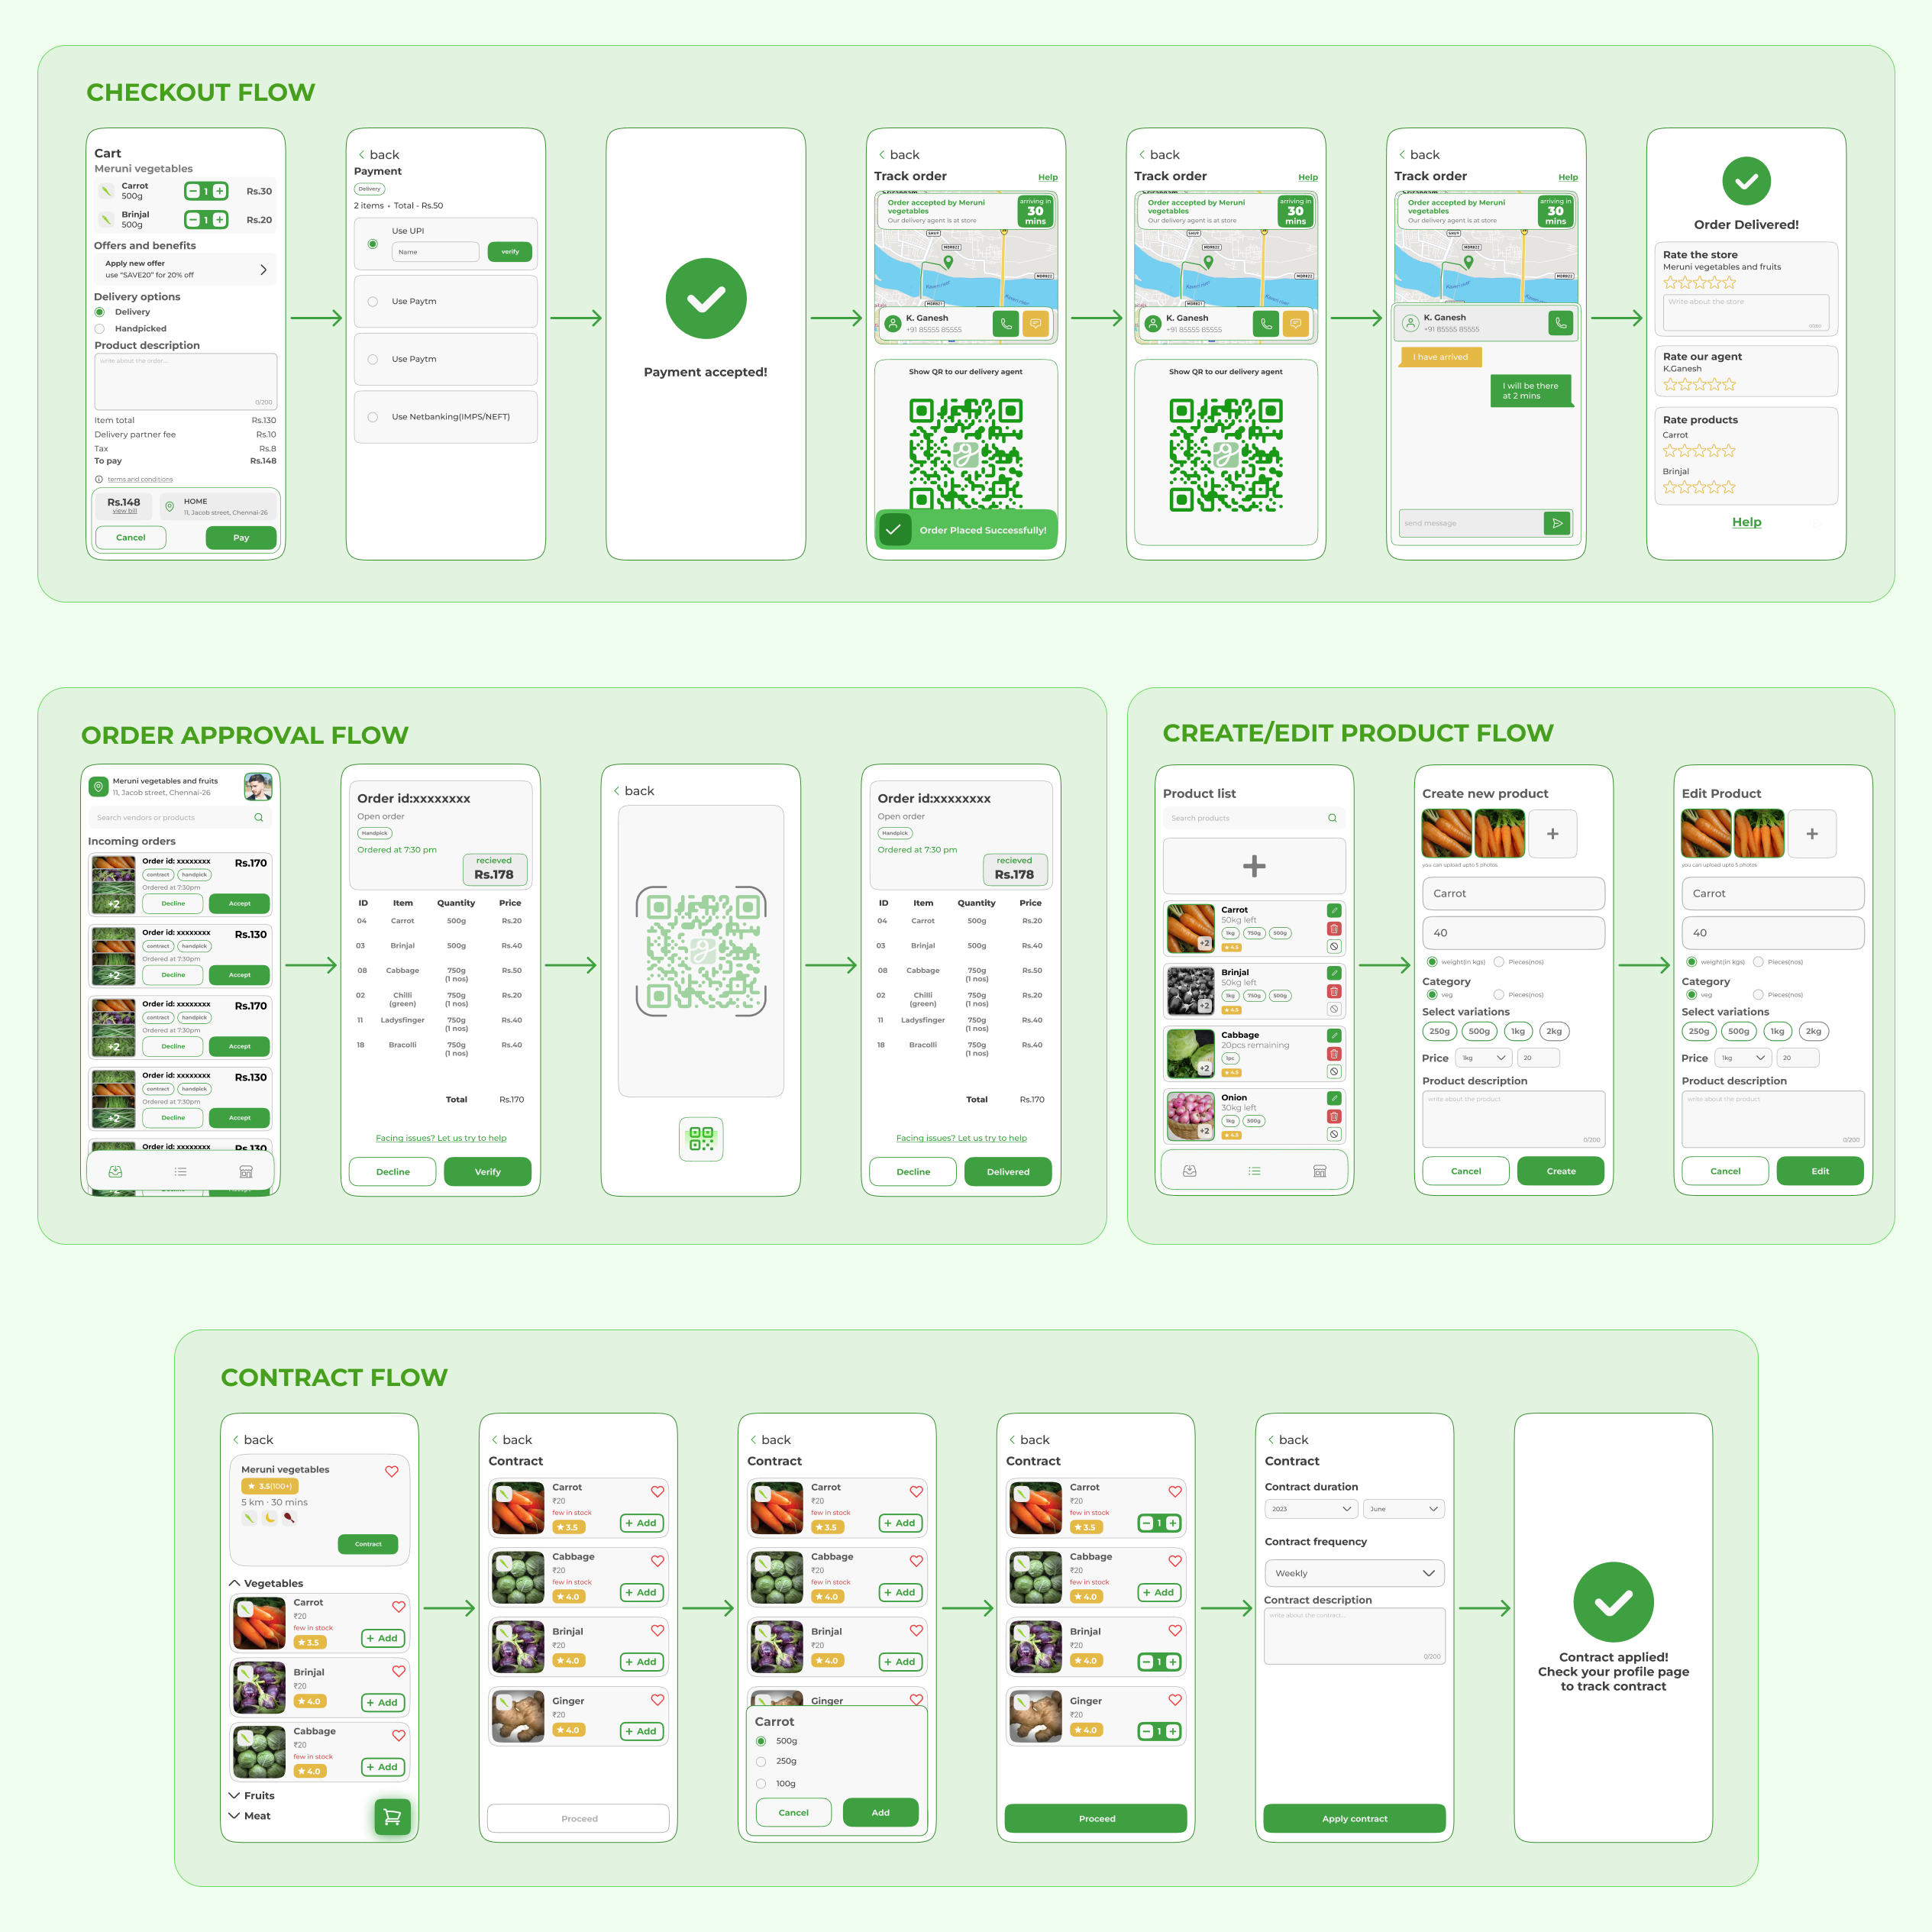 CHECKOUT FLOW
Cart
Meruni vegetables
Carrot
500g
1
Rs.30
Brinjal
500g
1
Rs.20
Offers and benefits
Apply new offer
use “SAVE20” for 20% off
Delivery options
Delivery
Handpicked
Product description
write about the order...
0/200
Item total Rs.130
Delivery partner fee Rs.10
Tax Rs.8
To pay Rs.148
terms and conditions
Rs.148
view bill
HOME
11, Jacob street, Chennai-26
Cancel
Pay
back
Payment
Delivery
2 items • Total - Rs.50
Use UPI
Name
verify
Use Paytm
Use Paytm
Use Netbanking(IMPS/NEFT)
Payment accepted!
back
Track order
Help
Order accepted by Meruni
vegetables
Our delivery agent is at store
arriving in
30
mins
MDR822
MDR821
MDR822
K. Ganesh
+91 85555 85555
Show QR to our delivery agent
Order Placed Successfully!
back
Track order
Help
Order accepted by Meruni
vegetables
Our delivery agent is at store
arriving in
30
mins
MDR822
MDR821
MDR822
K. Ganesh
+91 85555 85555
Show QR to our delivery agent
back
Track order
Help
Order accepted by Meruni
vegetables
Our delivery agent is at store
arriving in
30
mins
MDR822
MDR822
K. Ganesh
+91 85555 85555
I have arrived
I will be there
at 2 mins
send message
Order Delivered!
Rate the store
Meruni vegetables and fruits
Write about the store
Rate our agent
K.Ganesh
Rate products
Carrot
Brinjal
Help
ORDER APPROVAL FLOW
Meruni vegetables and fruits
11, Jacob street, Chennai-26
Search vendors or products
Incoming orders
Order id: xxxxxxxx
Rs.170
contract
handpick
Ordered at 7:30pm
+2
Decline
Accept
Order id: xxxxxxxx
Rs.130
contract
handpick
Ordered at 7:30pm
+2
Decline
Accept
Order id: xxxxxxxx
Rs.170
contract
handpick
Ordered at 7:30pm
+2
Decline
Accept
Order id: xxxxxxxx
Rs.130
contract
handpick
Ordered at 7:30pm
+2
Decline
Accept
Order id: xxxxxxxx
Rs.130
Decline
Accept
Order id:xxxxxxxx
Open order
Handpick
Ordered at 7:30 pm
recieved
Rs.178
ID Item Quantity Price
04 Carrot 500g Rs.20
03 Brinjal 500g Rs.40
08 Cabbage 750g Rs.50
(1 nos)
02 Chilli 750g Rs.20
(green) (1 nos)
11 Ladysfinger 750g Rs.40
(1 nos)
18 Bracolli 750g Rs.40
(1 nos)
Total Rs.170
Facing issues? Let us try to help
Decline
Verify
back
Order id:xxxxxxxx
Open order
Handpick
Ordered at 7:30 pm
recieved
Rs.178
ID Item Quantity Price
04 Carrot 500g Rs.20
03 Brinjal 500g Rs.40
08 Cabbage 750g Rs.50
(1 nos)
02 Chilli 750g Rs.20
(green) (1 nos)
11 Ladysfinger 750g Rs.40
(1 nos)
18 Bracolli 750g Rs.40
(1 nos)
Total Rs.170
Facing issues? Let us try to help
Decline
Delivered
CREATE/EDIT PRODUCT FLOW
Product list
Search products
Carrot
50kg left
1kg 750g 500g
4.5
+2
Brinjal
50kg left
1kg 750g 500g
4.5
+2
Cabbage
20pcs remaining
1pc
4.5
+2
Onion
30kg left
1kg 500g
4.5
+2
Create new product
you can upload upto 5 photos
Carrot
40
weight(in kgs) Pieces(nos)
Category
veg Pieces(nos)
Select variations
250g 500g 1kg 2kg
Price 1kg 20
Product description
write about the product
0/200
Cancel
Create
Edit Product
you can upload upto 5 photos
Carrot
40
weight(in kgs) Pieces(nos)
Category
veg Pieces(nos)
Select variations
250g 500g 1kg 2kg
Price 1kg 20
Product description
write about the product
0/200
Cancel
Edit
CONTRACT FLOW
back
Meruni vegetables
3.5(100+)
5 km · 30 mins
Contract
Vegetables
Carrot
₹20
few in stock
3.5
+ Add
Brinjal
₹20
4.0
+ Add
Cabbage
₹20
few in stock
4.0
+ Add
Fruits
Meat
back
Contract
Carrot
₹20
few in stock
3.5
+ Add
Cabbage
₹20
few in stock
4.0
+ Add
Brinjal
₹20
4.0
+ Add
Ginger
₹20
4.0
+ Add
Proceed
back
Contract
Carrot
₹20
few in stock
3.5
+ Add
Cabbage
₹20
few in stock
4.0
+ Add
Brinjal
₹20
4.0
+ Add
Ginger
Carrot
500g
250g
100g
Cancel
Add
back
Contract
Carrot
₹20
few in stock
3.5
1
Cabbage
₹20
few in stock
4.0
+ Add
Brinjal
₹20
4.0
1
Ginger
₹20
4.0
1
Proceed
back
Contract
Contract duration
2023
June
Contract frequency
Weekly
Contract description
write about the contract...
0/200
Apply contract
Contract applied!
Check your profile page
to track contract